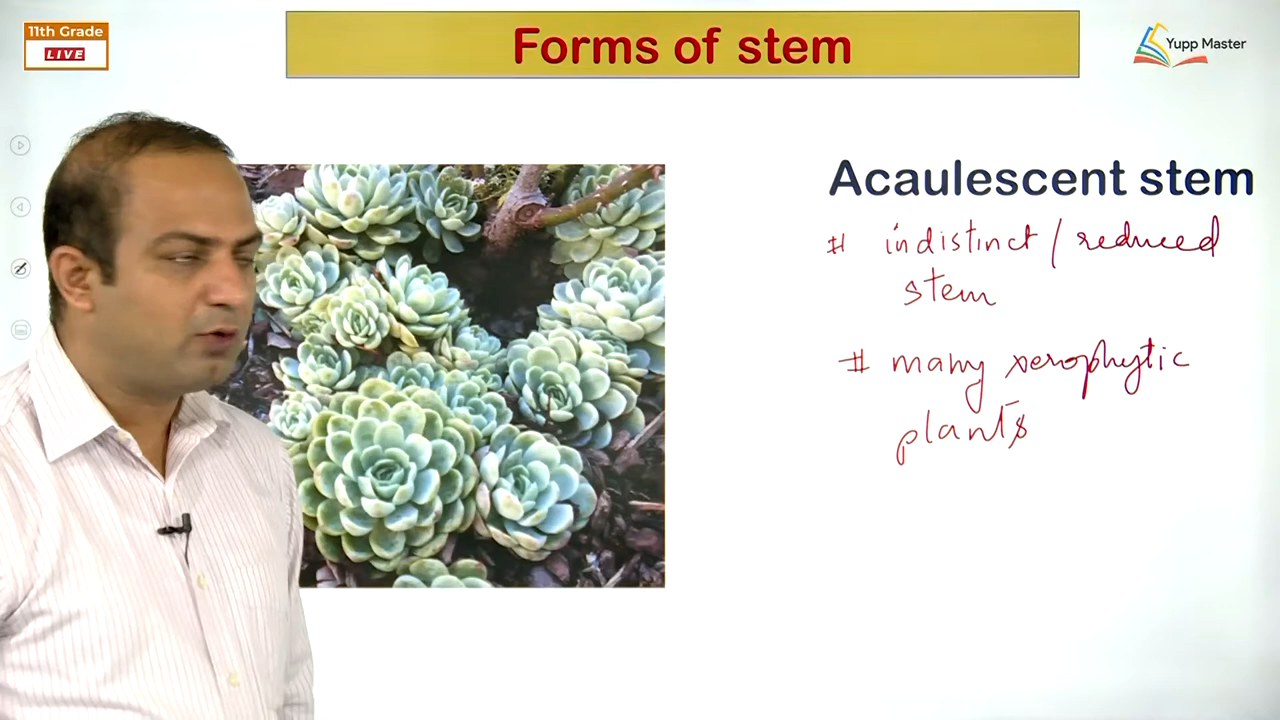 11th Grade
LIVE
Forms of stem
Yupp Master
Acaulescent stem
# indistinct / reduced
stem
# many xerophytic
plants